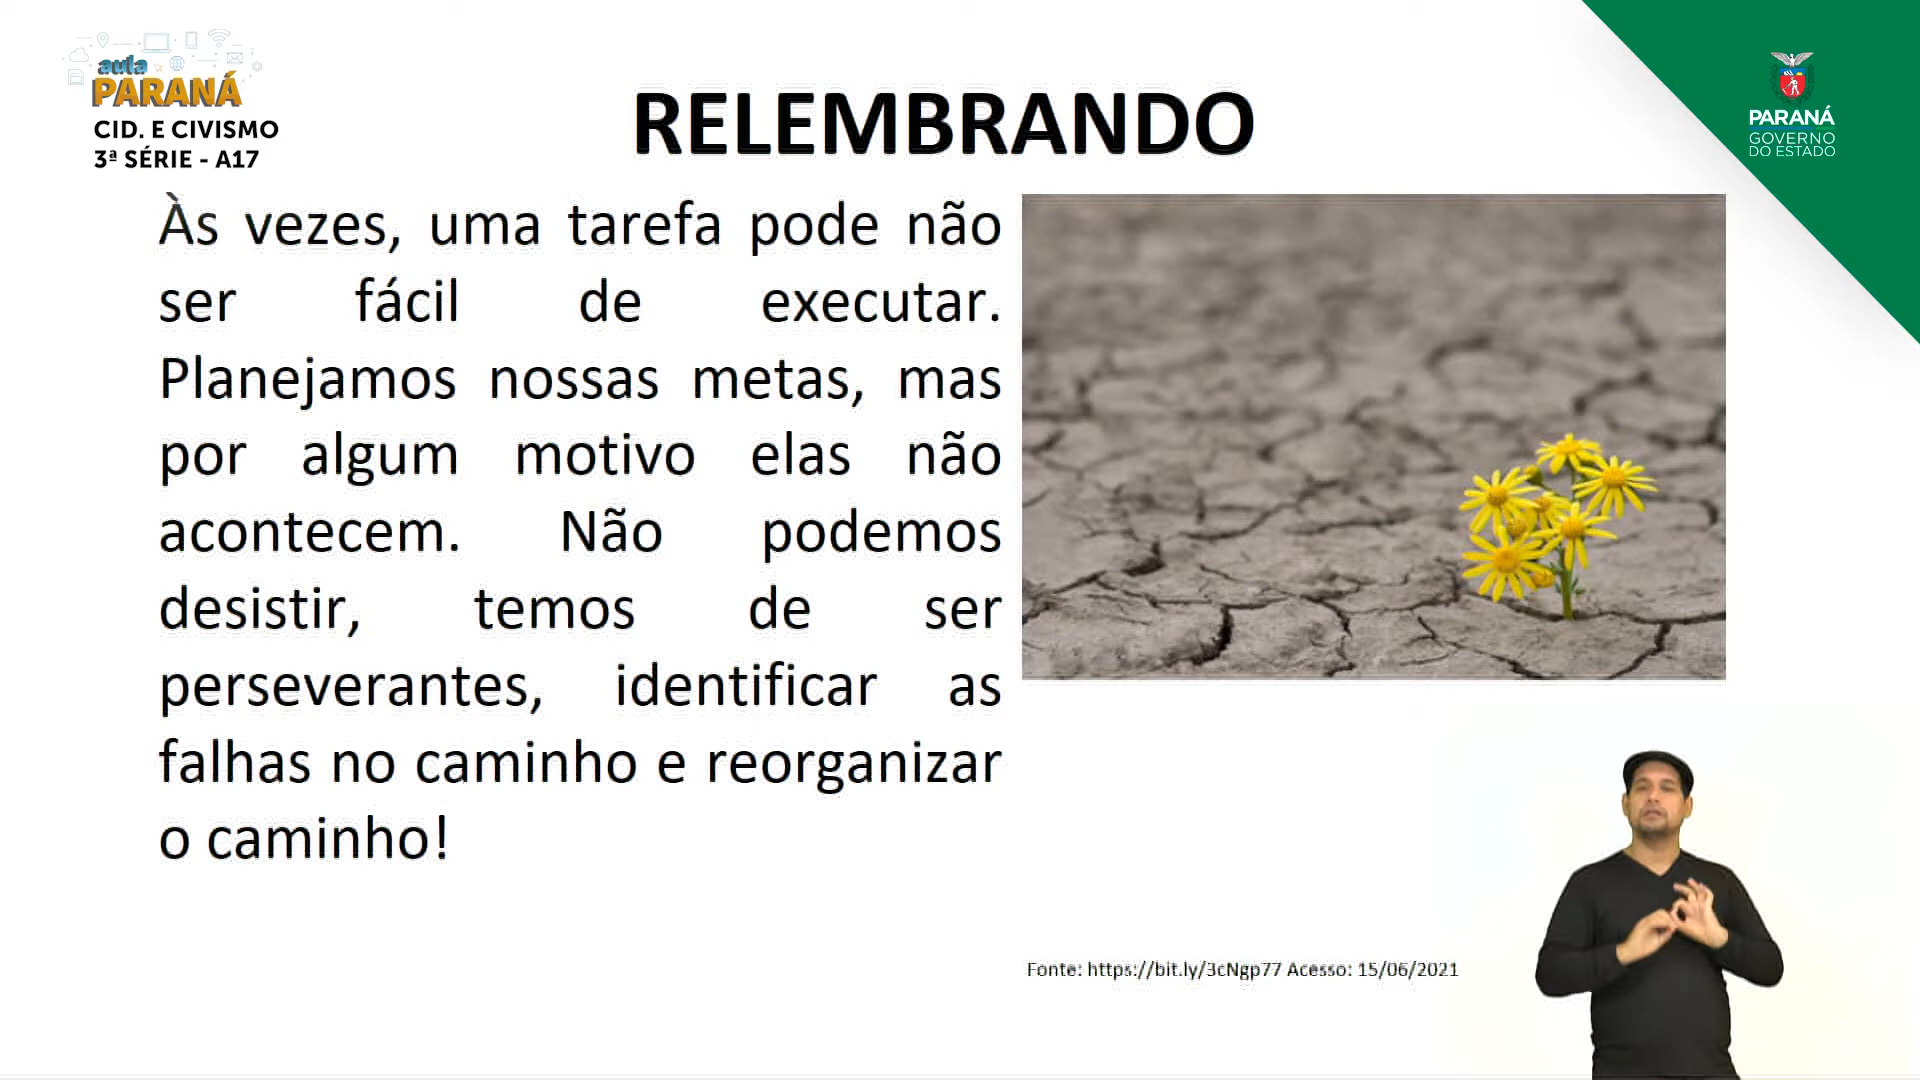 aula
PARANÁ
CID. E CIVISMO
3ª SÉRIE - A17
RELEMBRANDO
PARANÁ
GOVERNO
DO ESTADO
Às vezes, uma tarefa pode não
ser fácil de executar.
Planejamos nossas metas, mas
por algum motivo elas não
acontecem. Não podemos
desistir, temos de ser
perseverantes, identificar as
falhas no caminho e reorganizar
o caminho!
Fonte: https://bit.ly/3cNgp77 Acesso: 15/06/2021